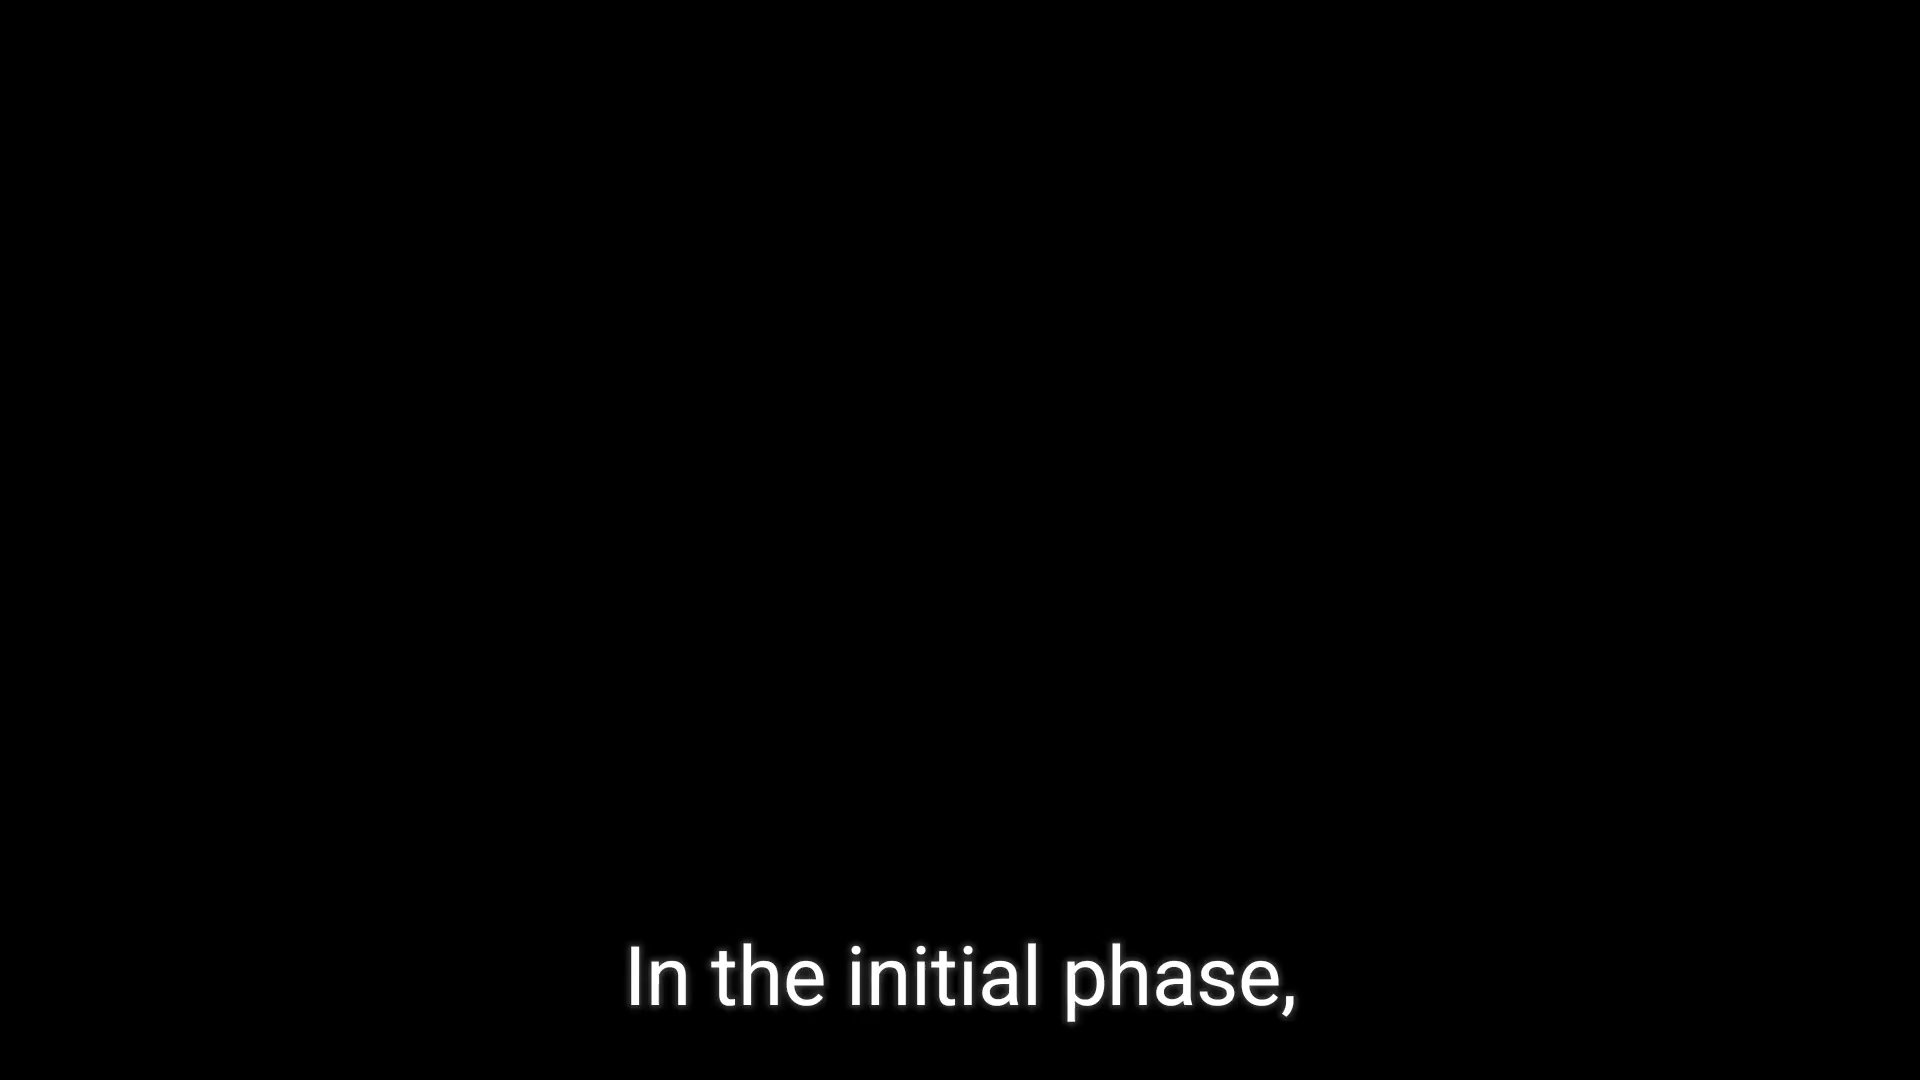 In the initial phase,